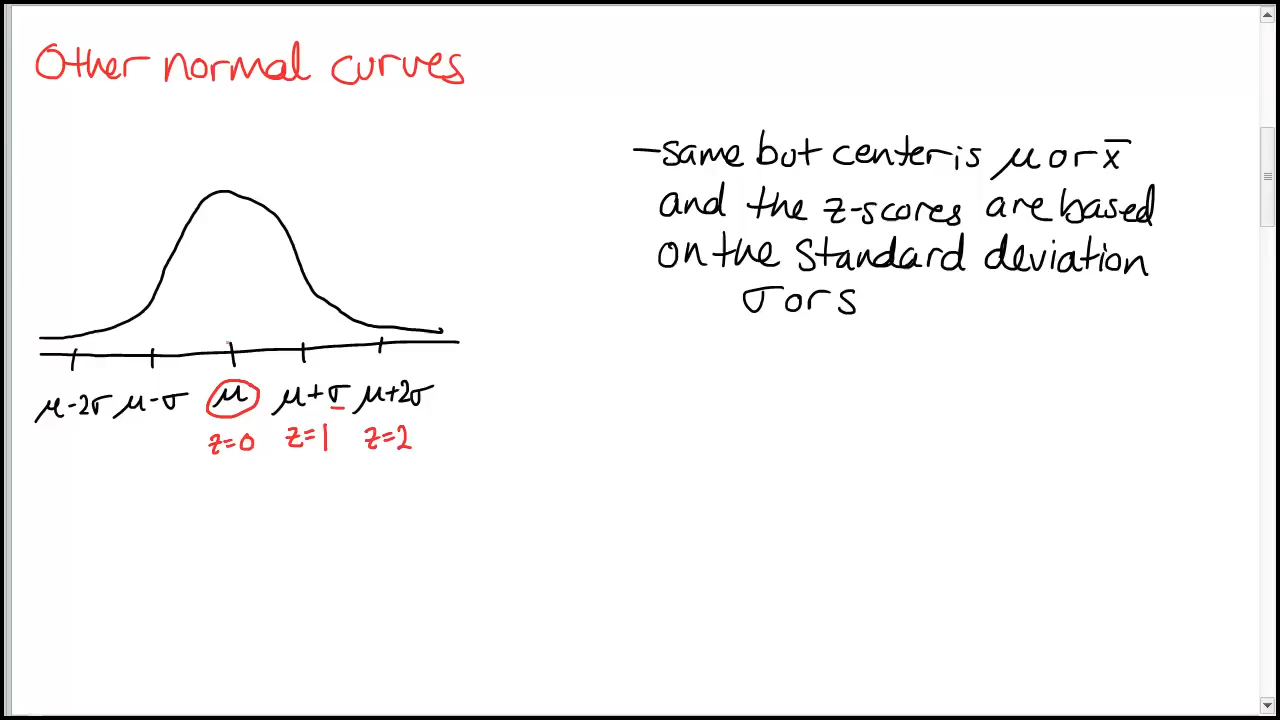 Other normal curves
-same but center is μ or x̄
and the z-scores are based
on the standard deviation
σ or s
μ-2σ μ-σ μ μ+σ μ+2σ
z=0 z=1 z=2